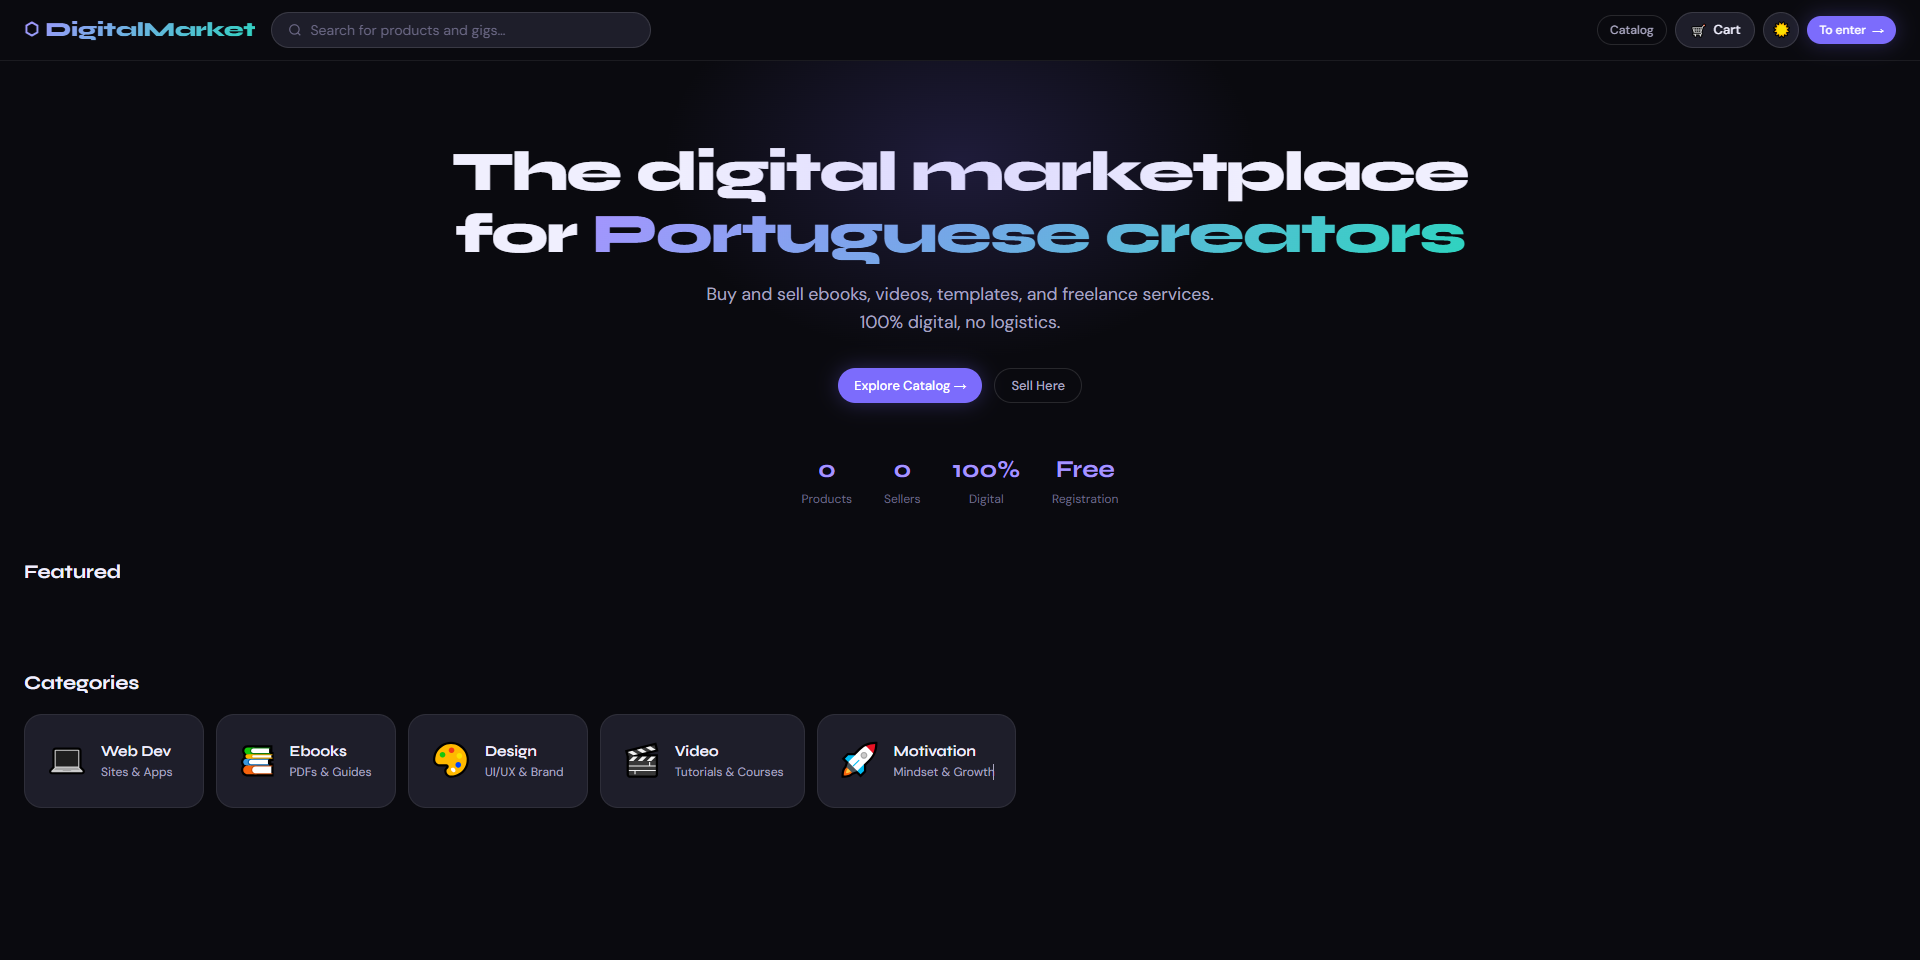 DigitalMarket
Search for products and gigs...
Catalog
Cart
To enter →
The digital marketplace
for Portuguese creators
Buy and sell ebooks, videos, templates, and freelance services.
100% digital, no logistics.
Explore Catalog →
Sell Here
0
Products
0
Sellers
100%
Digital
Free
Registration
Featured
Categories
Web Dev
Sites & Apps
Ebooks
PDFs & Guides
Design
UI/UX & Brand
Video
Tutorials & Courses
Motivation
Mindset & Growth